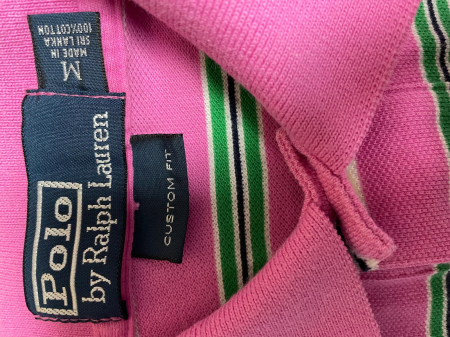 Polo
by Ralph Lauren
M
MADE IN
SRI LANKA
100% COTTON
CUSTOM FIT